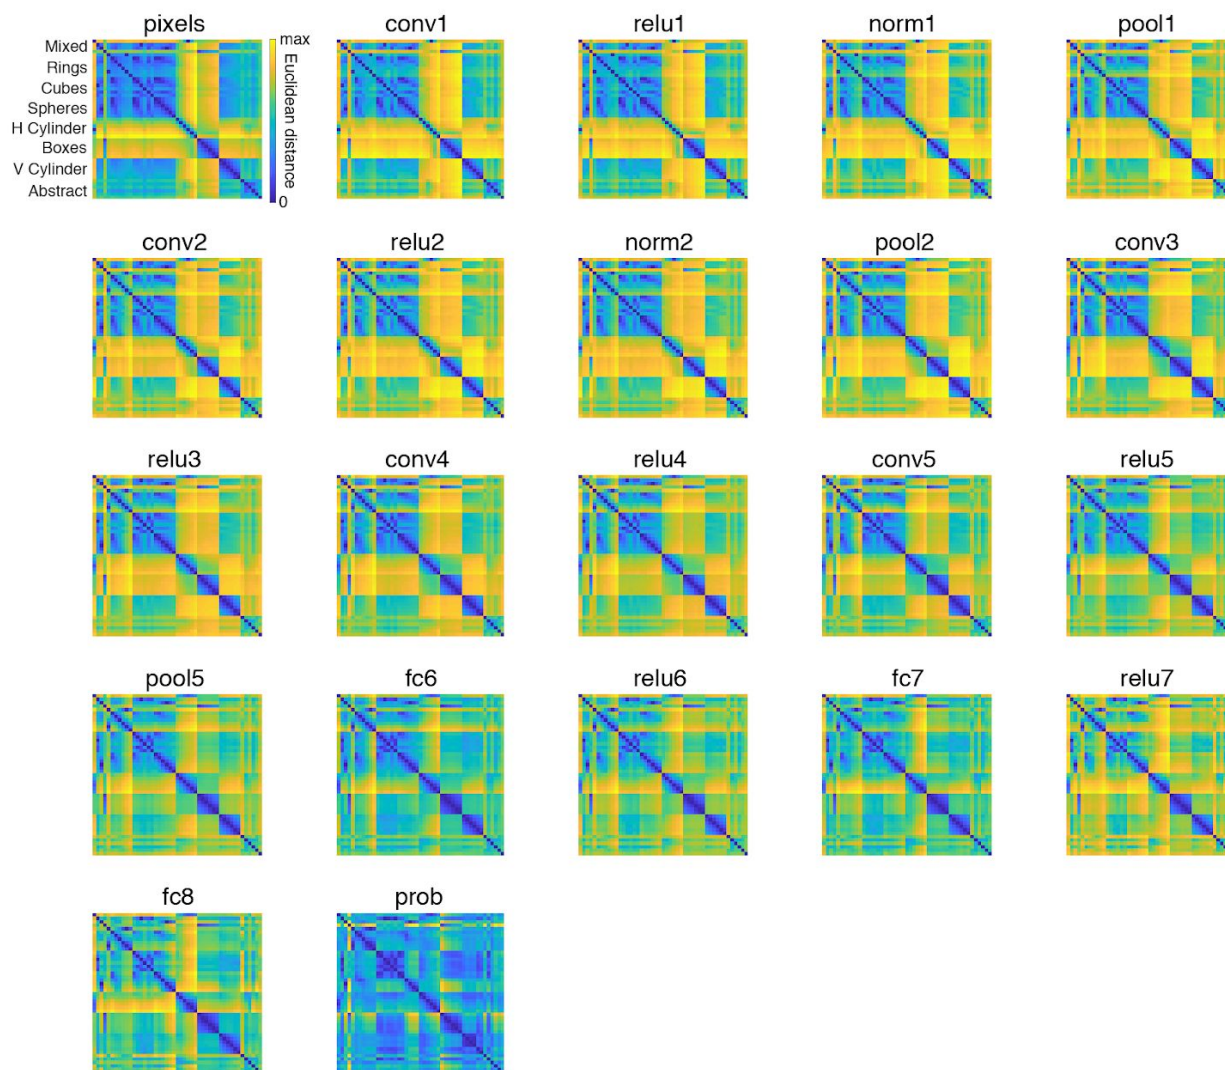 pixels
conv1
relu1
norm1
pool1
Mixed
Rings
Cubes
Spheres
H Cylinder
Boxes
V Cylinder
Abstract
max
Euclidean distance
0
conv2
relu2
norm2
pool2
conv3
relu3
conv4
relu4
conv5
relu5
pool5
fc6
relu6
fc7
relu7
fc8
prob